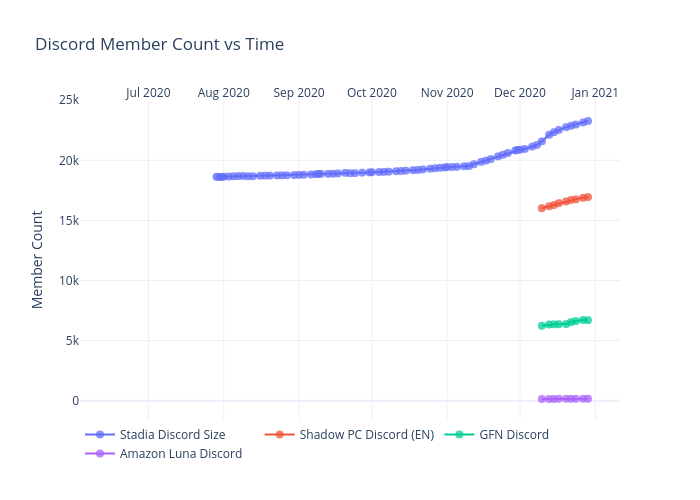 Discord Member Count vs Time
Jul 2020 Aug 2020 Sep 2020 Oct 2020 Nov 2020 Dec 2020 Jan 2021
25k
20k
15k
10k
5k
0
Member Count
Stadia Discord Size Shadow PC Discord (EN) GFN Discord
Amazon Luna Discord